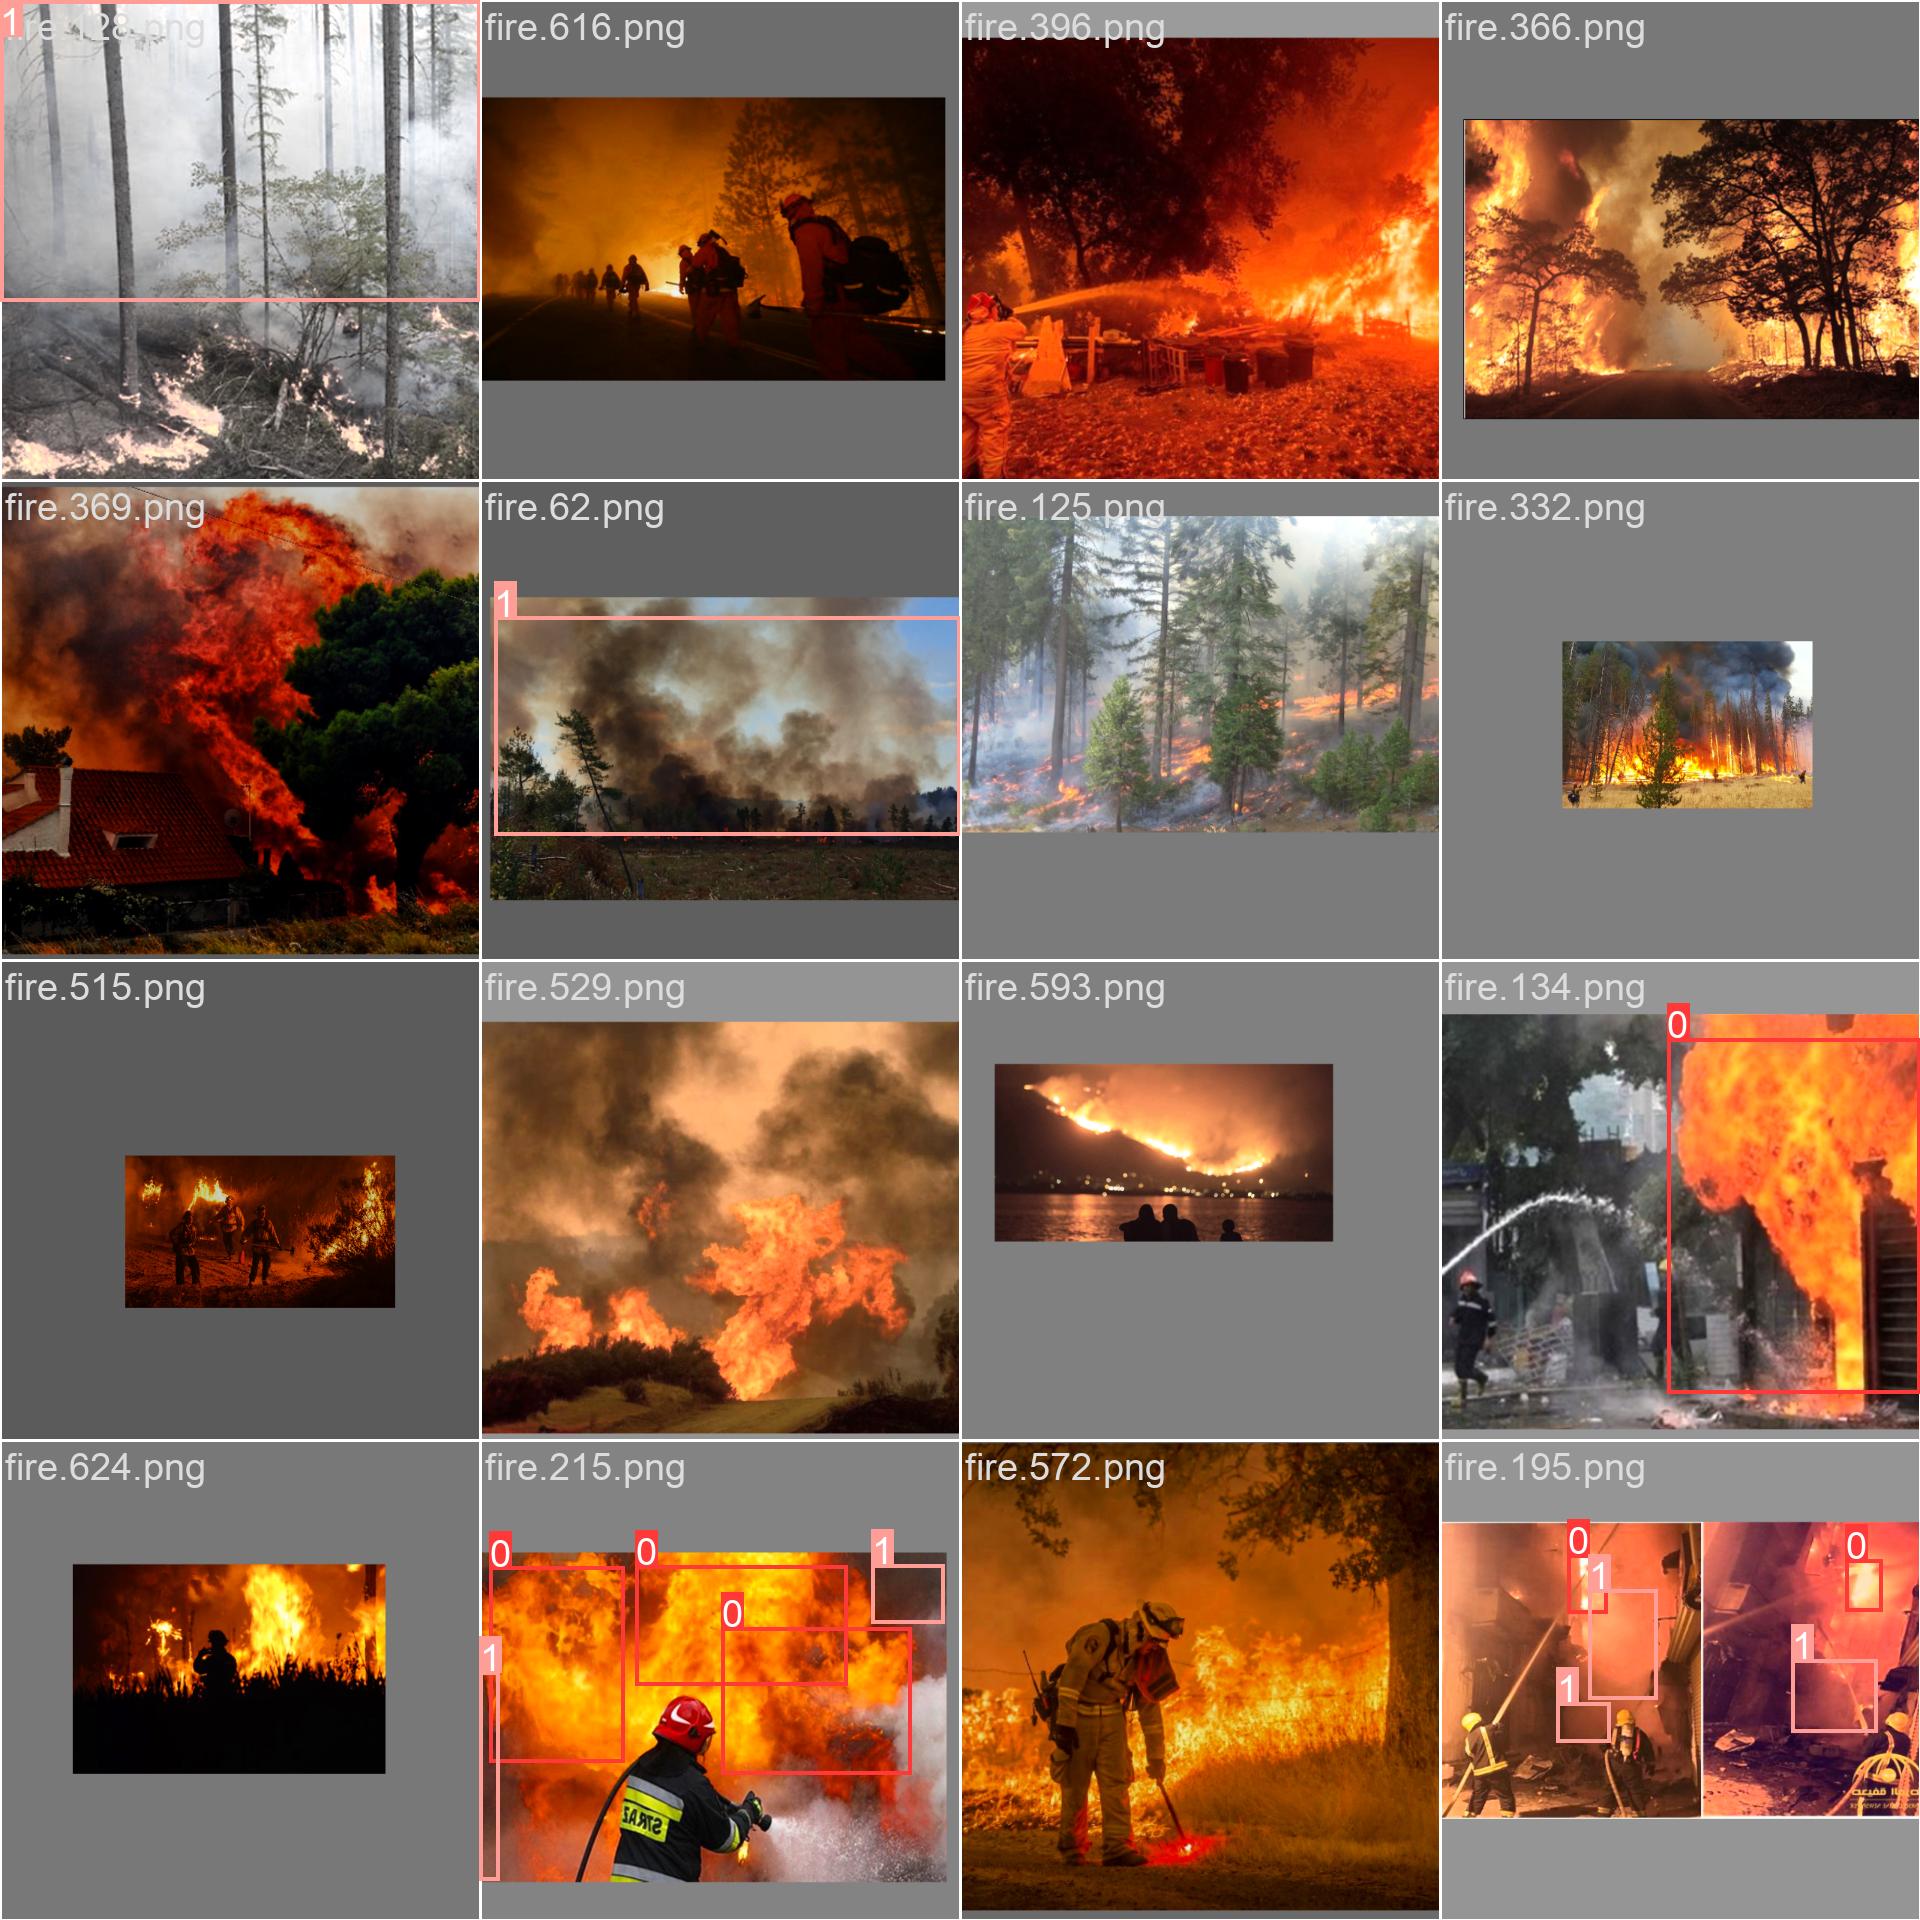 1
fire.128.png
fire.616.png
fire.396.png
fire.366.png
fire.369.png
fire.62.png
1
fire.125.png
fire.332.png
fire.515.png
fire.529.png
fire.593.png
fire.134.png
0
fire.624.png
fire.215.png
0
0
1
0
1
STRAŻ
fire.572.png
fire.195.png
0
1
0
1
1